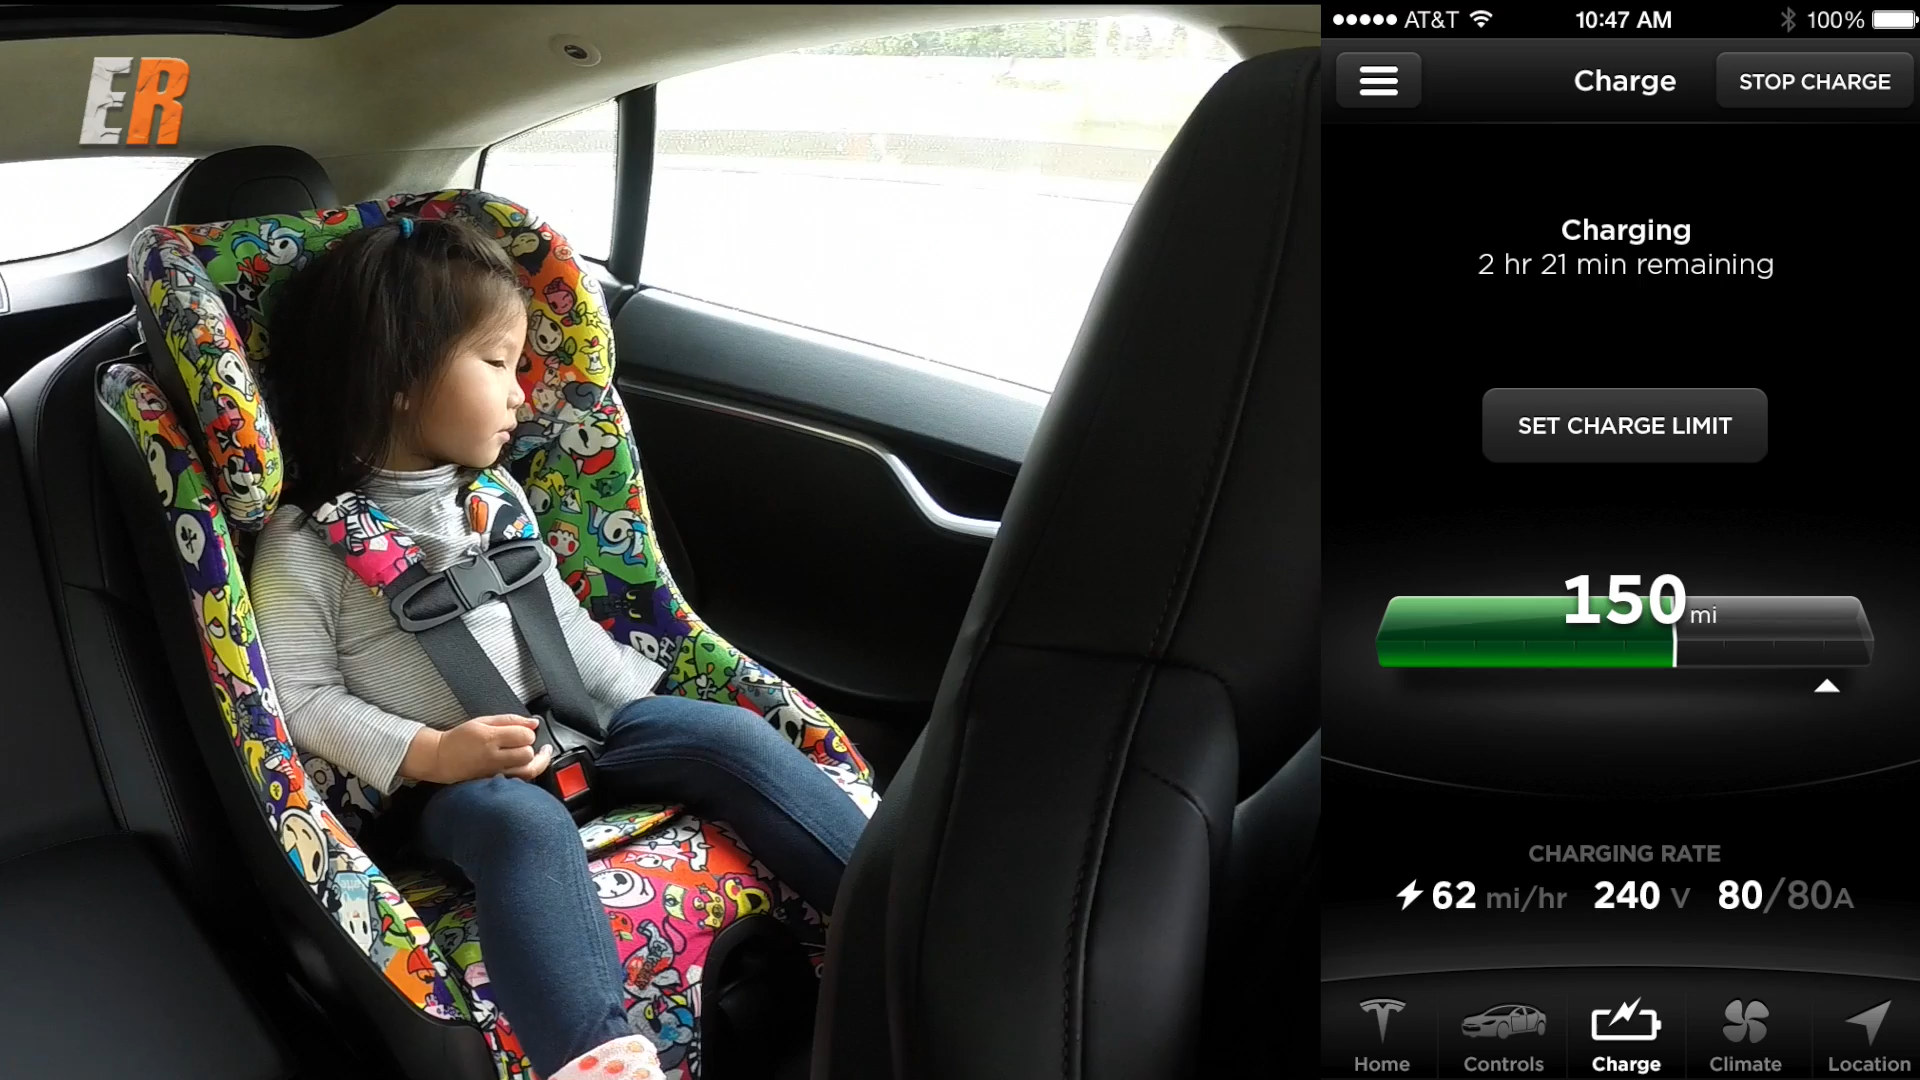 ER
AT&T 10:47 AM 100%
Charge STOP CHARGE
Charging
2 hr 21 min remaining
SET CHARGE LIMIT
150 mi
CHARGING RATE
62 mi/hr 240 V 80/80A
Home Controls Charge Climate Location